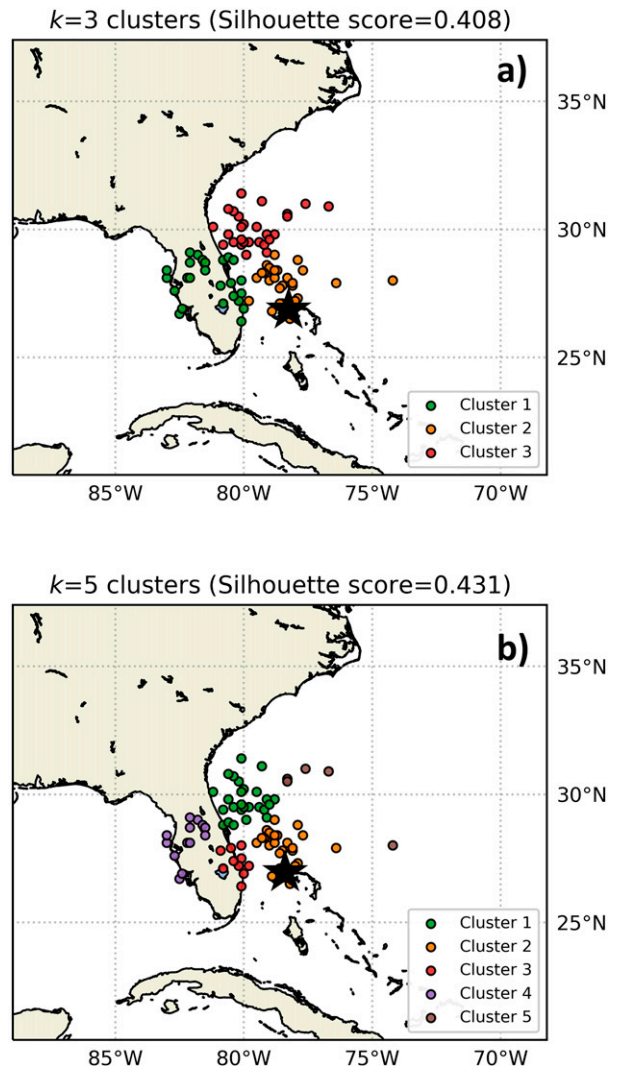 k=3 clusters (Silhouette score=0.408)
a)
35°N
30°N
25°N
Cluster 1
Cluster 2
Cluster 3
85°W 80°W 75°W 70°W
k=5 clusters (Silhouette score=0.431)
b)
35°N
30°N
25°N
Cluster 1
Cluster 2
Cluster 3
Cluster 4
Cluster 5
85°W 80°W 75°W 70°W